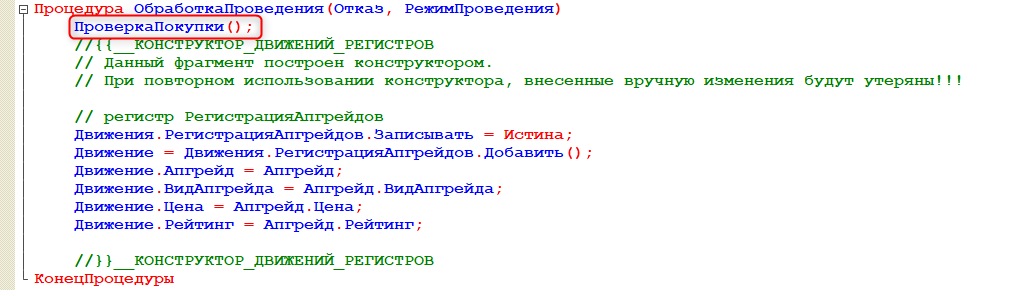 Процедура ОбработкаПроведения(Отказ, РежимПроведения)
ПроверкаПокупки();
//{{__КОНСТРУКТОР_ДВИЖЕНИЙ_РЕГИСТРОВ
// Данный фрагмент построен конструктором.
// При повторном использовании конструктора, внесенные вручную изменения будут утеряны!!!
// регистр РегистрацияАпгрейдов
Движения.РегистрацияАпгрейдов.Записывать = Истина;
Движение = Движения.РегистрацияАпгрейдов.Добавить();
Движение.Апгрейд = Апгрейд;
Движение.ВидАпгрейда = Апгрейд.ВидАпгрейда;
Движение.Цена = Апгрейд.Цена;
Движение.Рейтинг = Апгрейд.Рейтинг;
//}}__КОНСТРУКТОР_ДВИЖЕНИЙ_РЕГИСТРОВ
КонецПроцедуры